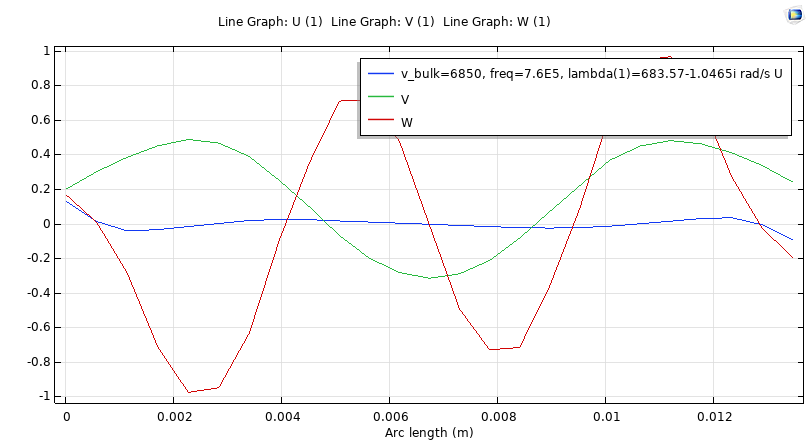 Line Graph: U (1)  Line Graph: V (1)  Line Graph: W (1)
1
0.8
0.6
0.4
0.2
0
-0.2
-0.4
-0.6
-0.8
-1
v_bulk=6850, freq=7.6E5, lambda(1)=683.57-1.0465i rad/s U
V
W
0 0.002 0.004 0.006 0.008 0.01 0.012
Arc length (m)